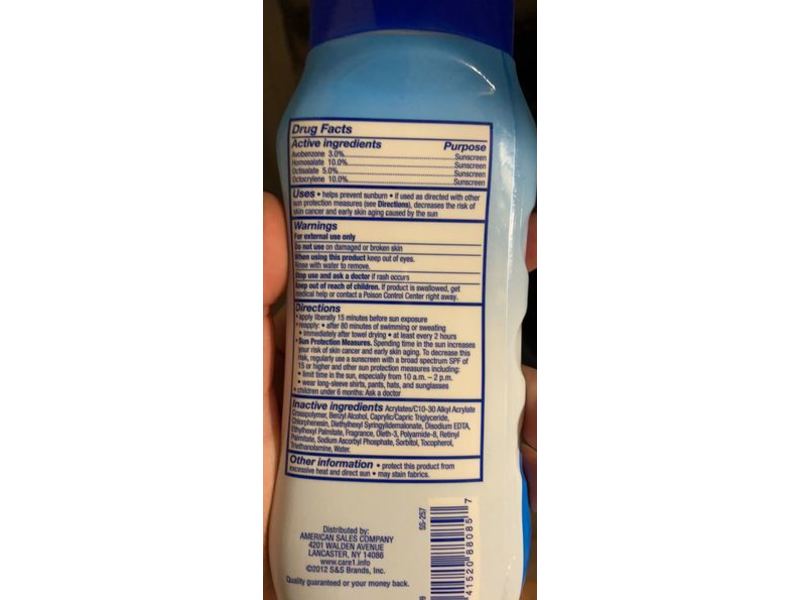 Drug Facts
Active ingredients Purpose
Avobenzone 3.0% Sunscreen
Homosalate 10.0% Sunscreen
Octisalate 5.0% Sunscreen
Octocrylene 10.0% Sunscreen
Uses • helps prevent sunburn • if used as directed with other
sun protection measures (see Directions), decreases the risk of
skin cancer and early skin aging caused by the sun
Warnings
For external use only
Do not use on damaged or broken skin
When using this product keep out of eyes.
Rinse with water to remove.
Stop use and ask a doctor if rash occurs
Keep out of reach of children. If product is swallowed, get
medical help or contact a Poison Control Center right away.
Directions
• apply liberally 15 minutes before sun exposure
• reapply: • after 80 minutes of swimming or sweating
• immediately after towel drying • at least every 2 hours
• Sun Protection Measures. Spending time in the sun increases
your risk of skin cancer and early skin aging. To decrease this
risk, regularly use a sunscreen with a broad spectrum SPF of
15 or higher and other sun protection measures including:
• limit time in the sun, especially from 10 a.m. – 2 p.m.
• wear long-sleeve shirts, pants, hats, and sunglasses
• children under 6 months: Ask a doctor
Inactive ingredients Acrylates/C10-30 Alkyl Acrylate
Crosspolymer, Benzyl Alcohol, Caprylic/Capric Triglyceride,
Chlorphenesin, Diethylhexyl Syringylidemalonate, Disodium EDTA,
Ethylhexyl Palmitate, Fragrance, Oleth-3, Polyamide-8, Retinyl
Palmitate, Sodium Ascorbyl Phosphate, Sorbitol, Tocopherol,
Triethanolamine, Water.
Other information • protect this product from
excessive heat and direct sun • may stain fabrics.
Distributed by:
AMERICAN SALES COMPANY
4201 WALDEN AVENUE
LANCASTER, NY 14086
www.care1.info
©2012 S&S Brands, Inc.
Quality guaranteed or your money back.
SS-257
41520 88085 7